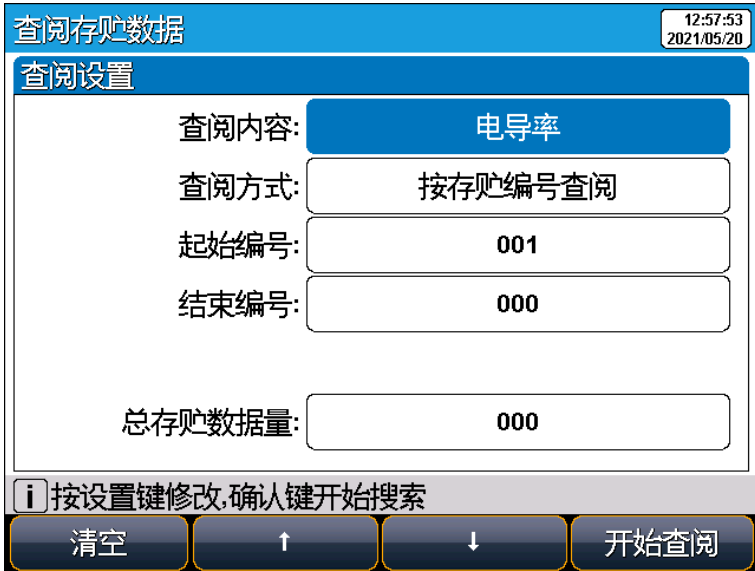 查阅存贮数据
12:57:53
2021/05/20
查阅设置
查阅内容: 电导率
查阅方式: 按存贮编号查阅
起始编号: 001
结束编号: 000
总存贮数据量: 000
i 按设置键修改,确认键开始搜索
清空 ↑ ↓ 开始查阅